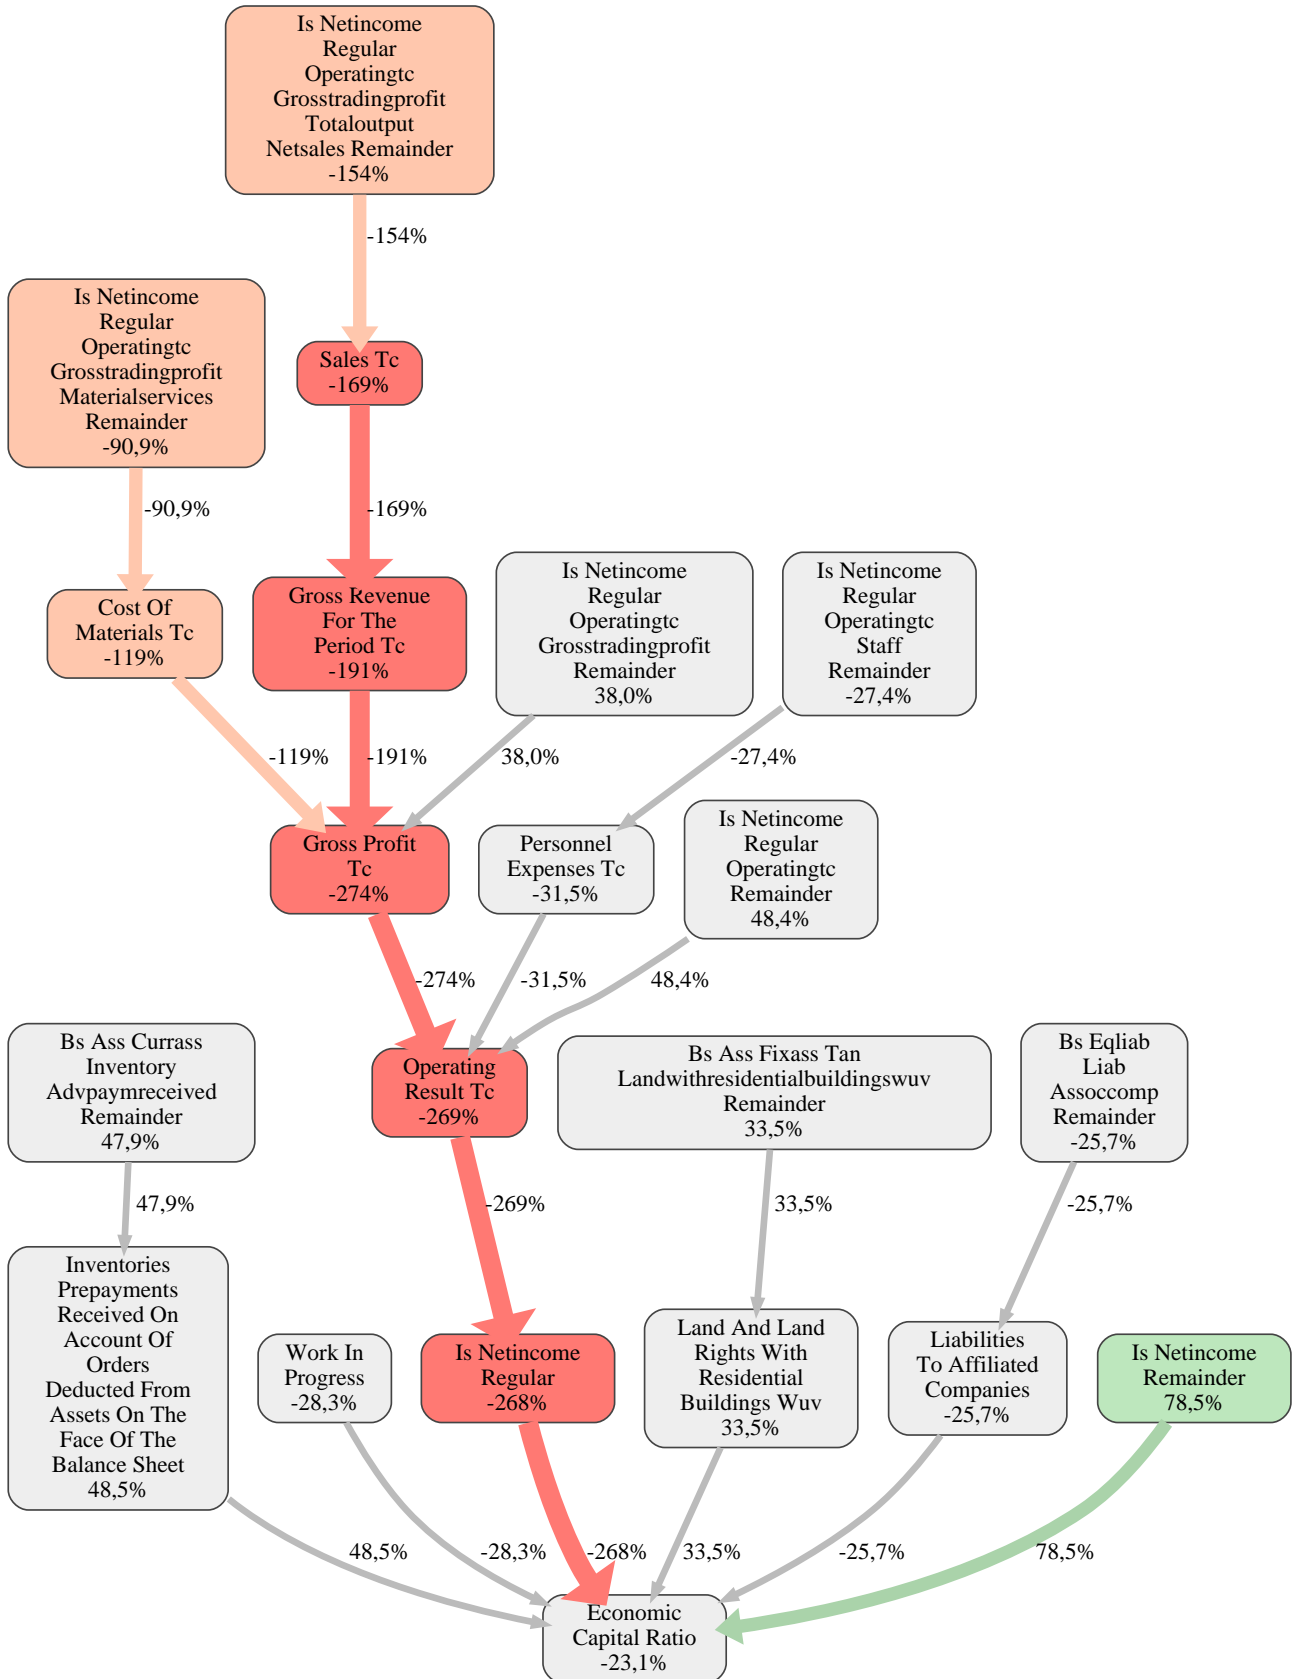 Is Netincome
Regular
Operatingtc
Grosstradingprofit
Totaloutput
Netsales Remainder
-154%
-154%
Is Netincome
Regular
Operatingtc
Grosstradingprofit
Materialservices
Remainder
-90,9%
Sales Tc
-169%
-90,9%
-169%
Cost Of
Materials Tc
-119%
Gross Revenue
For The
Period Tc
-191%
Is Netincome
Regular
Operatingtc
Grosstradingprofit
Remainder
38,0%
Is Netincome
Regular
Operatingtc
Staff
Remainder
-27,4%
-119%
-191%
38,0%
-27,4%
Gross Profit
Tc
-274%
Personnel
Expenses Tc
-31,5%
Is Netincome
Regular
Operatingtc
Remainder
48,4%
-274%
-31,5%
48,4%
Bs Ass Currass
Inventory
Advpaymreceived
Remainder
47,9%
Operating
Result Tc
-269%
Bs Ass Fixass Tan
Landwithresidentialbuildingswuv
Remainder
33,5%
Bs Eqliab
Liab
Assoccomp
Remainder
-25,7%
47,9%
-269%
33,5%
-25,7%
Inventories
Prepayments
Received On
Account Of
Orders
Deducted From
Assets On The
Face Of The
Balance Sheet
48,5%
Work In
Progress
-28,3%
Is Netincome
Regular
-268%
Land And Land
Rights With
Residential
Buildings Wuv
33,5%
Liabilities
To Affiliated
Companies
-25,7%
Is Netincome
Remainder
78,5%
48,5%
-28,3%
-268%
33,5%
-25,7%
78,5%
Economic
Capital Ratio
-23,1%